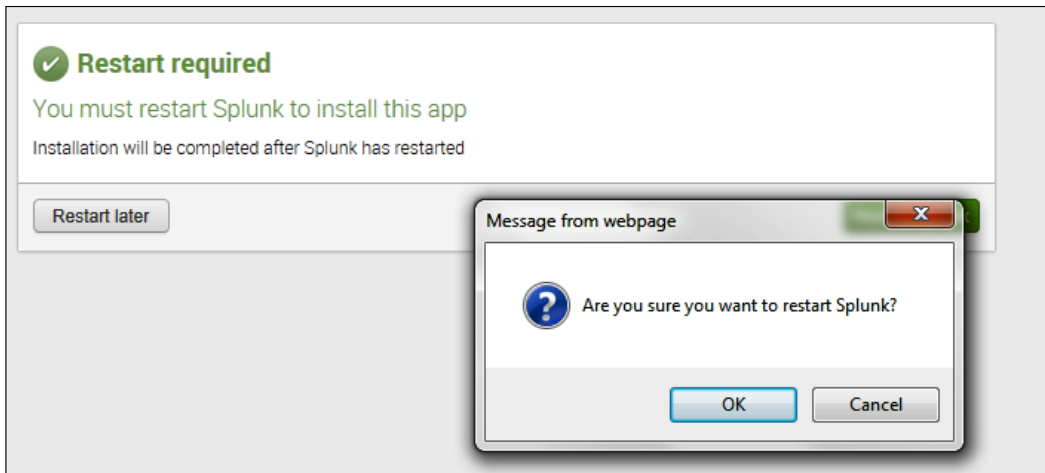 Restart required
You must restart Splunk to install this app
Installation will be completed after Splunk has restarted
Restart later
Message from webpage
Are you sure you want to restart Splunk?
OK
Cancel